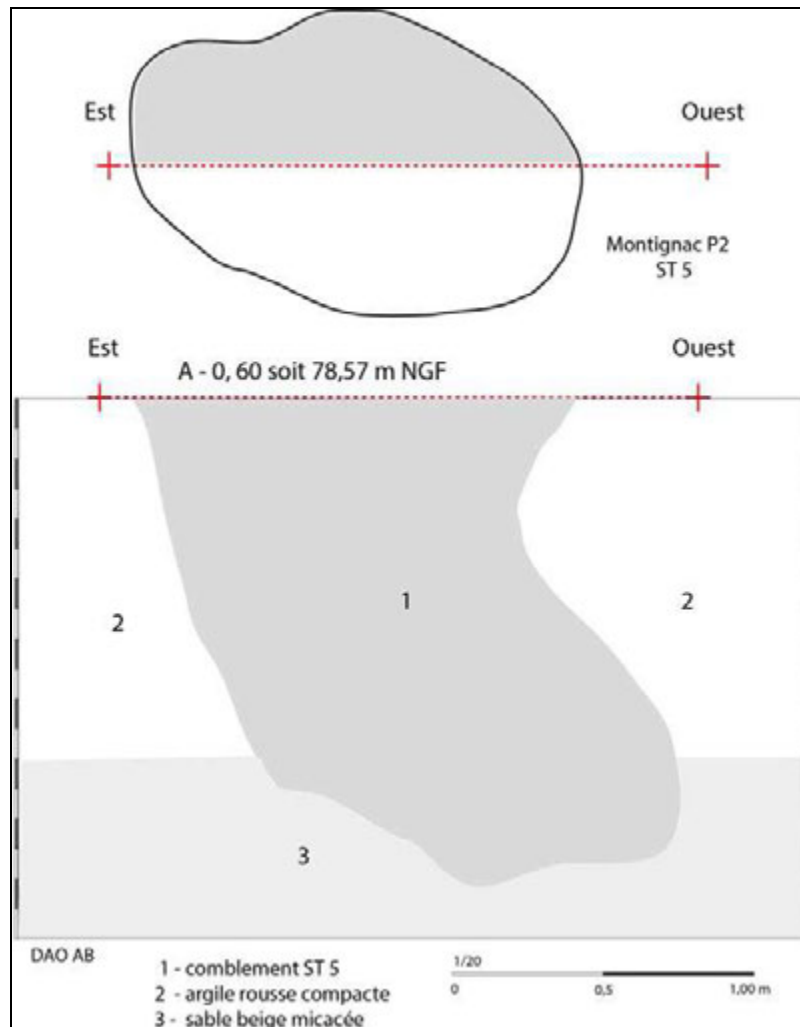 Est
Ouest
Montignac P2
ST 5
Est
Ouest
A - 0, 60 soit 78,57 m NGF
1
2
2
3
DAO AB
1 - comblement ST 5
2 - argile rousse compacte
3 - sable beige micacée
1/20
0
0,5
1,00 m